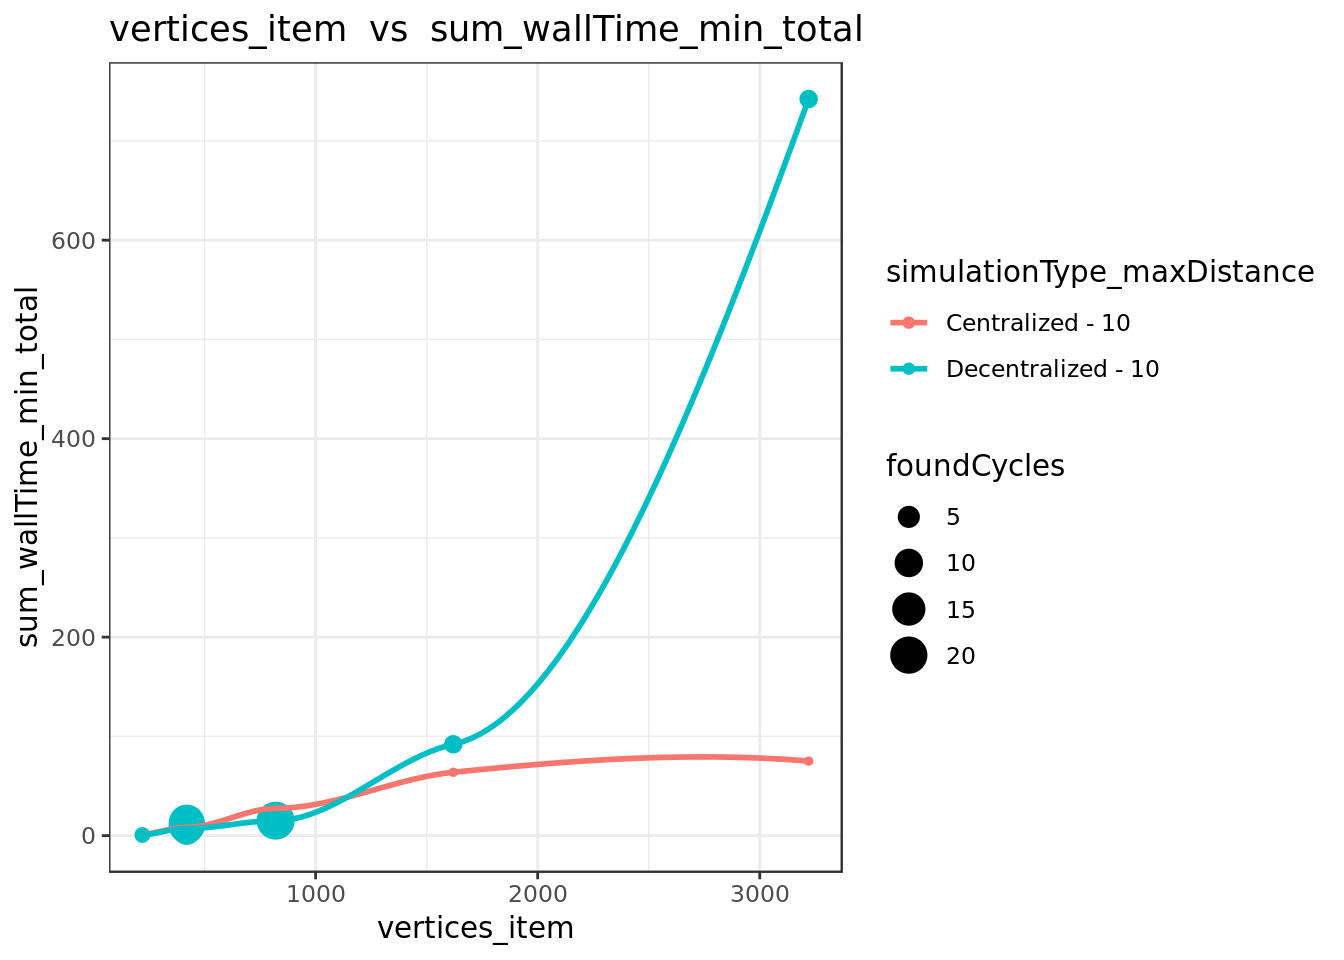 vertices_item  vs  sum_wallTime_min_total
sum_wallTime_min_total
600
400
200
0
1000
2000
3000
vertices_item
simulationType_maxDistance
Centralized - 10
Decentralized - 10
foundCycles
5
10
15
20